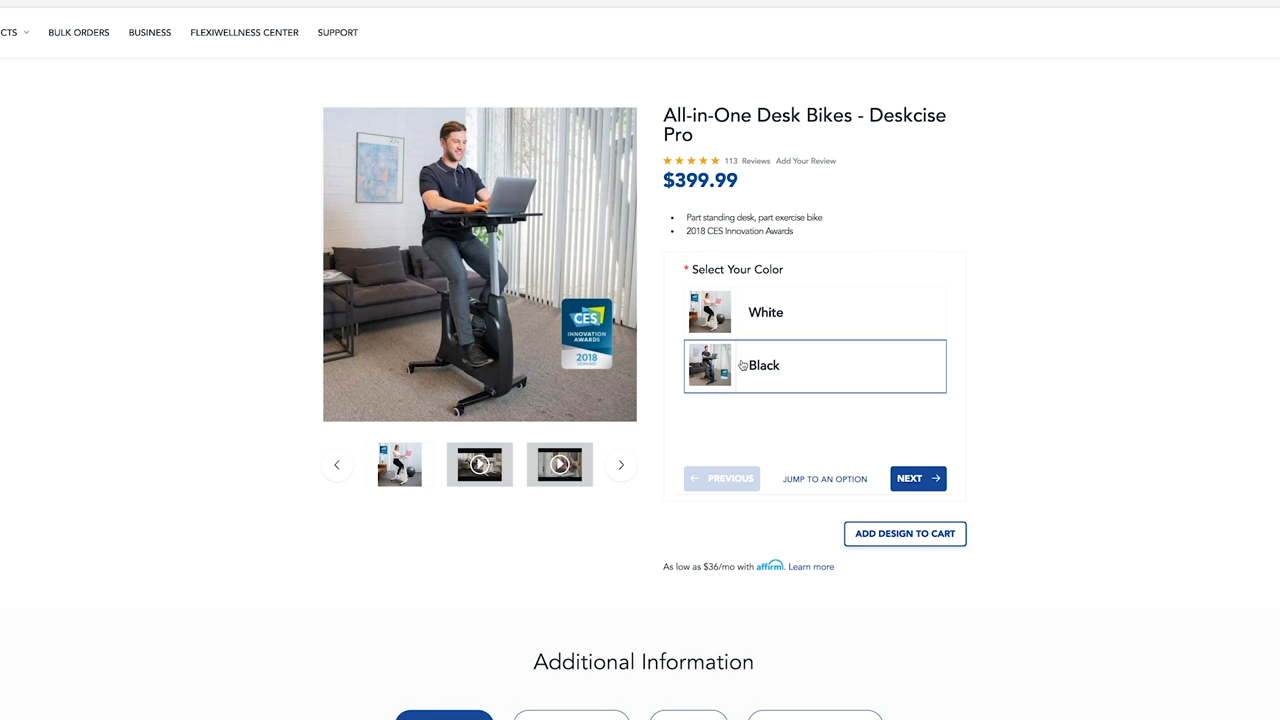 CTS
BULK ORDERS
BUSINESS
FLEXIWELLNESS CENTER
SUPPORT
All-in-One Desk Bikes - Deskcise
Pro
113 Reviews Add Your Review
$399.99
Part standing desk, part exercise bike
2018 CES Innovation Awards
CES
INNOVATION
AWARDS
2018
* Select Your Color
White
Black
PREVIOUS
JUMP TO AN OPTION
NEXT
ADD DESIGN TO CART
As low as $36/mo with affirm. Learn more
Additional Information